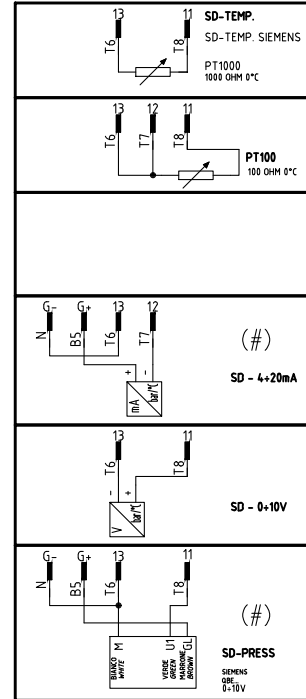 13 11 SD-TEMP.
T6 T8 SD-TEMP. SIEMENS
PT1000
1000 OHM 0°C
13 12 11
T6 T7 T8
PT100
100 OHM 0°C
G- G+ 13 12
N B5 T6 T7
(#)
+ -
mA bar/°C
SD - 4÷20mA
13 11
T6 T8
- +
V bar/°C
SD - 0÷10V
G- G+ 13 11
N B5 T6 T8
(#)
M U1 GL
BIANCO VERDE MARRONE
WHITE GREEN BROWN
SD-PRESS
SIEMENS
QBE...
0÷10V